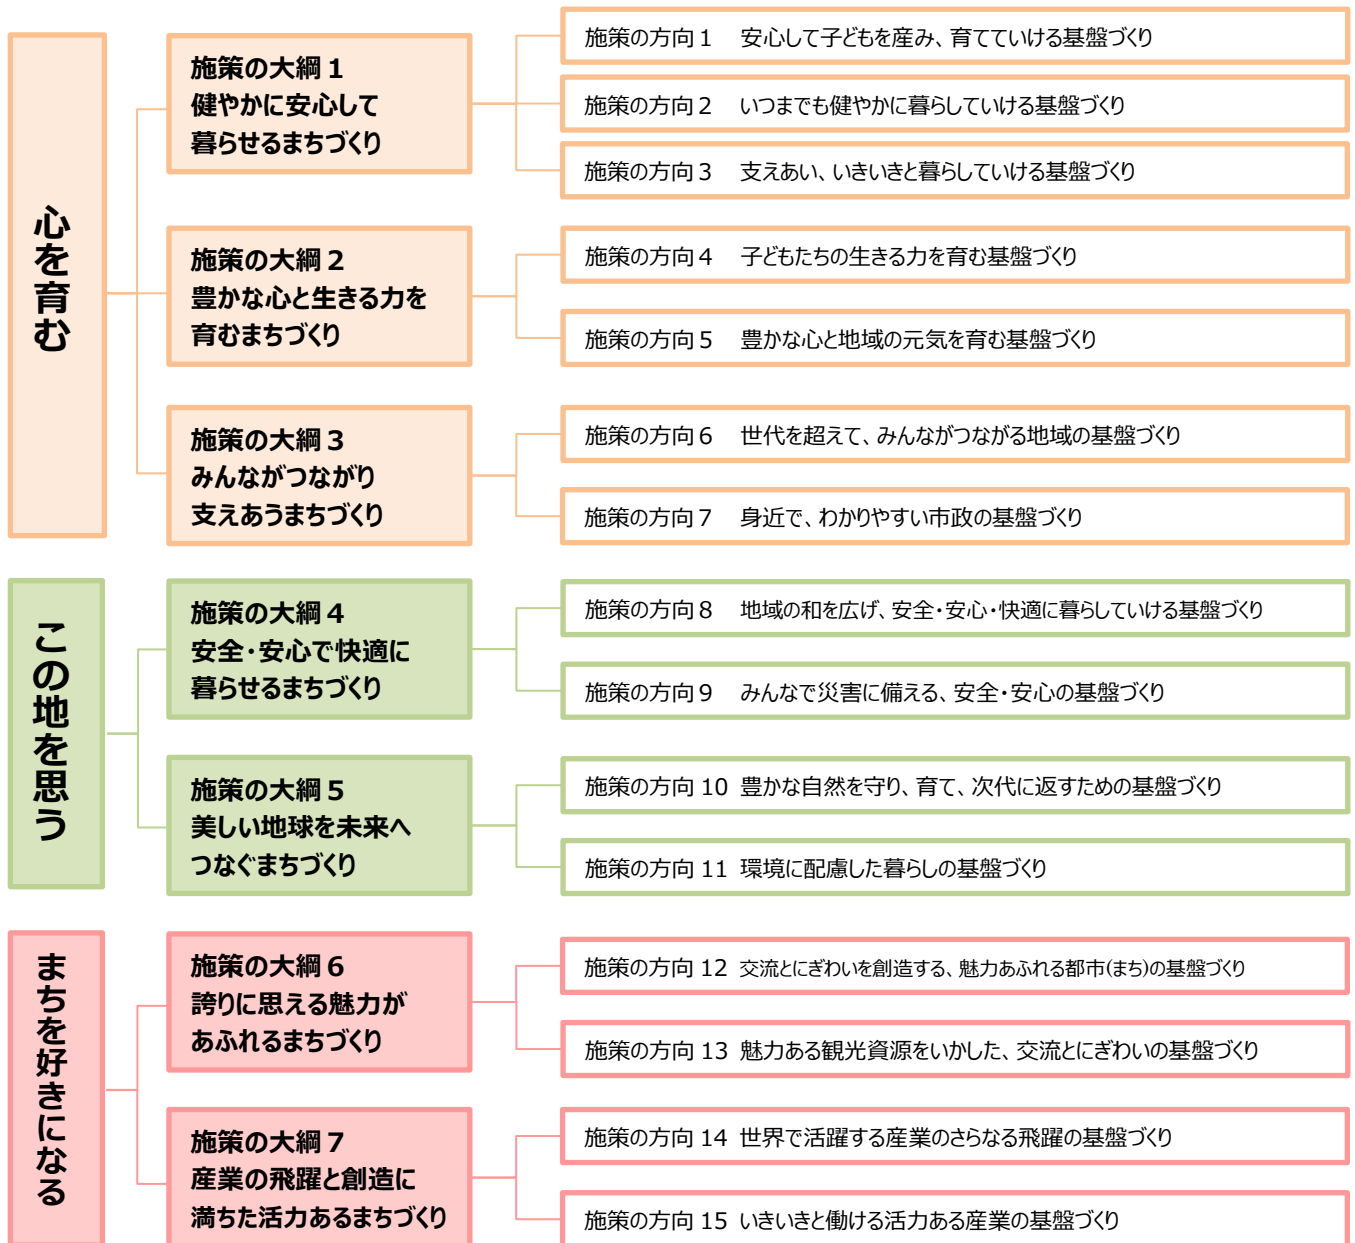 心を育む
施策の大綱１
健やかに安心して
暮らせるまちづくり
施策の方向１　安心して子どもを産み、育てていける基盤づくり
施策の方向２　いつまでも健やかに暮らしていける基盤づくり
施策の方向３　支えあい、いきいきと暮らしていける基盤づくり
施策の大綱２
豊かな心と生きる力を
育むまちづくり
施策の方向４　子どもたちの生きる力を育む基盤づくり
施策の方向５　豊かな心と地域の元気を育む基盤づくり
施策の大綱３
みんながつながり
支えあうまちづくり
施策の方向６　世代を超えて、みんながつながる地域の基盤づくり
施策の方向７　身近で、わかりやすい市政の基盤づくり
この地を思う
施策の大綱４
安全・安心で快適に
暮らせるまちづくり
施策の方向８　地域の和を広げ、安全・安心・快適に暮らしていける基盤づくり
施策の方向９　みんなで災害に備える、安全・安心の基盤づくり
施策の大綱５
美しい地球を未来へ
つなぐまちづくり
施策の方向 10 豊かな自然を守り、育て、次代に返すための基盤づくり
施策の方向 11 環境に配慮した暮らしの基盤づくり
まちを好きになる
施策の大綱６
誇りに思える魅力が
あふれるまちづくり
施策の方向 12 交流とにぎわいを創造する、魅力あふれる都市(まち)の基盤づくり
施策の方向 13 魅力ある観光資源をいかした、交流とにぎわいの基盤づくり
施策の大綱７
産業の飛躍と創造に
満ちた活力あるまちづくり
施策の方向 14 世界で活躍する産業のさらなる飛躍の基盤づくり
施策の方向 15 いきいきと働ける活力ある産業の基盤づくり